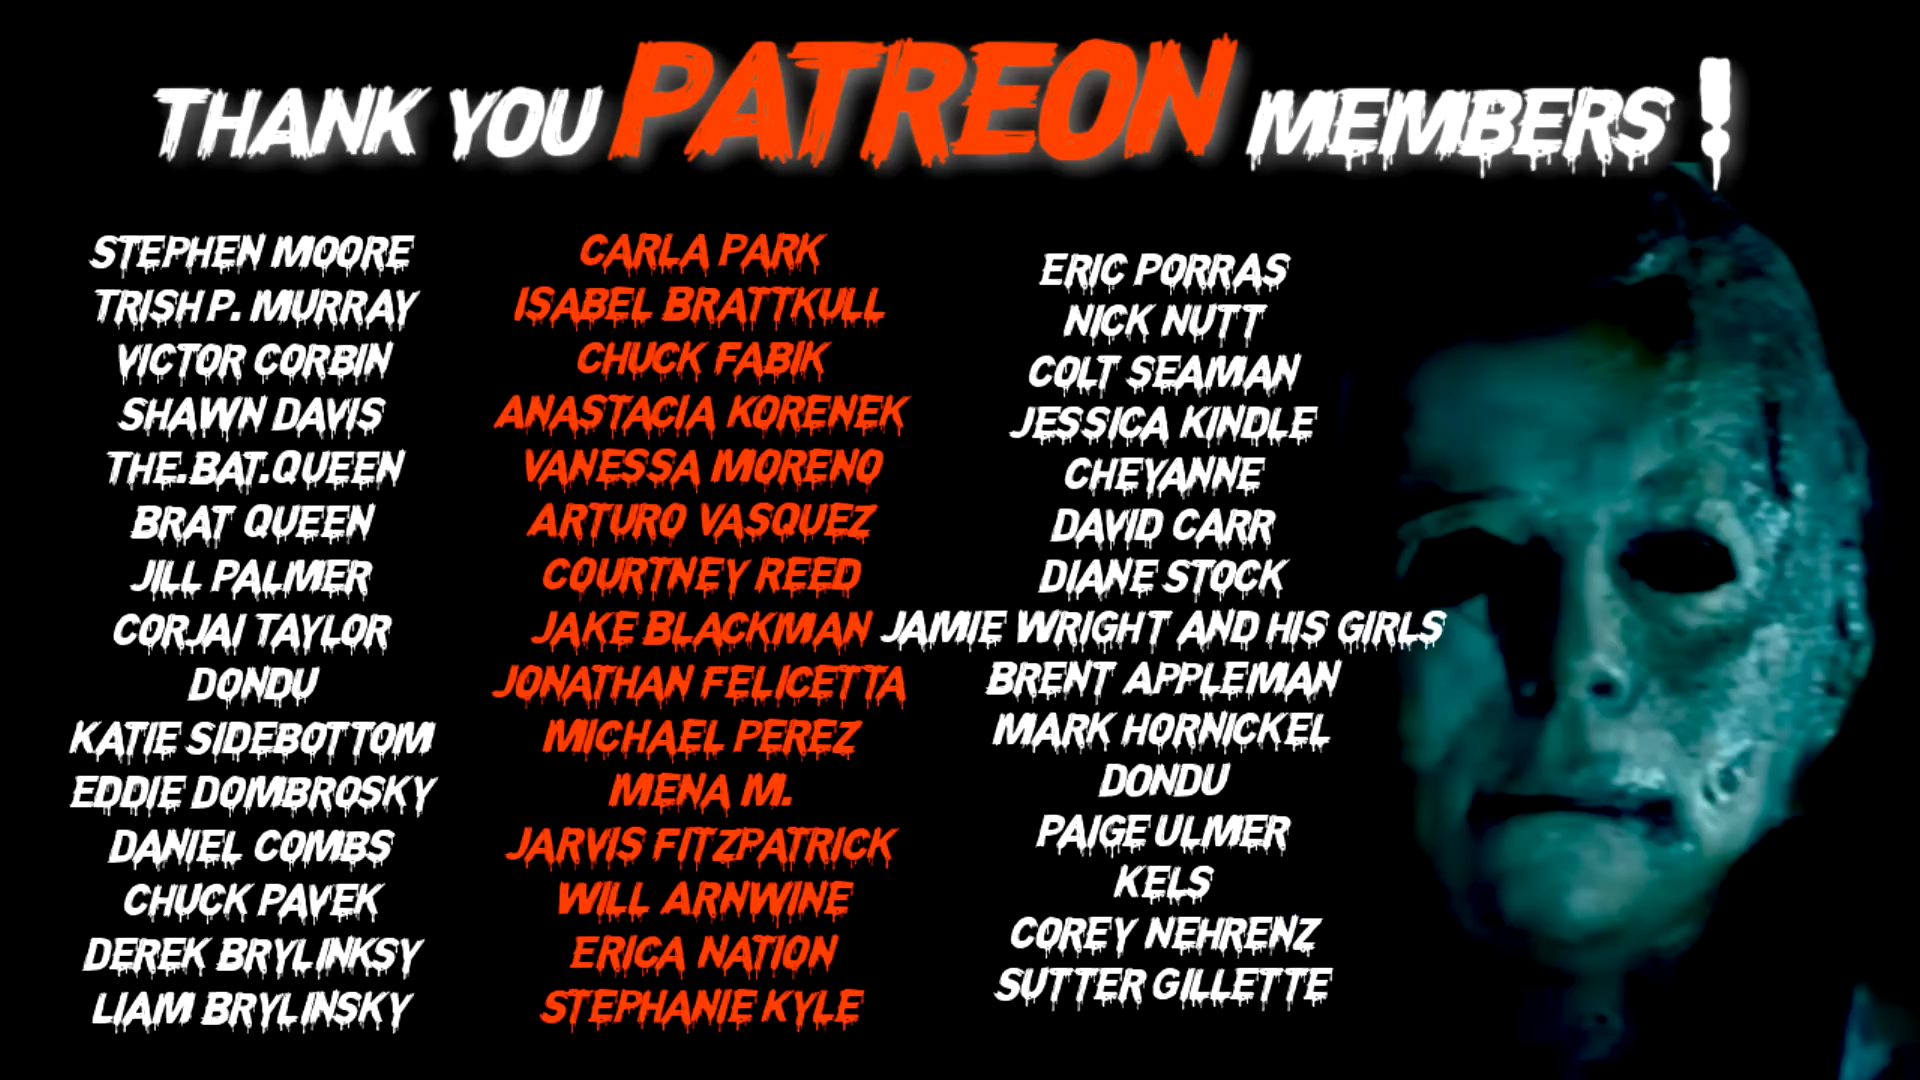 THANK YOU PATREON MEMBERS!
STEPHEN MOORE
TRISH P. MURRAY
VICTOR CORBIN
SHAWN DAVIS
THE.BAT.QUEEN
BRAT QUEEN
JILL PALMER
CORJAI TAYLOR
DONDU
KATIE SIDEBOTTOM
EDDIE DOMBROSKY
DANIEL COMBS
CHUCK PAVEK
DEREK BRYLINKSY
LIAM BRYLINSKY
CARLA PARK
ISABEL BRATTKULL
CHUCK FABIK
ANASTACIA KORENEK
VANESSA MORENO
ARTURO VASQUEZ
COURTNEY REED
JAKE BLACKMAN
JONATHAN FELICETTA
MICHAEL PEREZ
MENA M.
JARVIS FITZPATRICK
WILL ARNWINE
ERICA NATION
STEPHANIE KYLE
ERIC PORRAS
NICK NUTT
COLT SEAMAN
JESSICA KINDLE
CHEYANNE
DAVID CARR
DIANE STOCK
JAMIE WRIGHT AND HIS GIRLS
BRENT APPLEMAN
MARK HORNICKEL
DONDU
PAIGE ULMER
KELS
COREY NEHRENZ
SUTTER GILLETTE